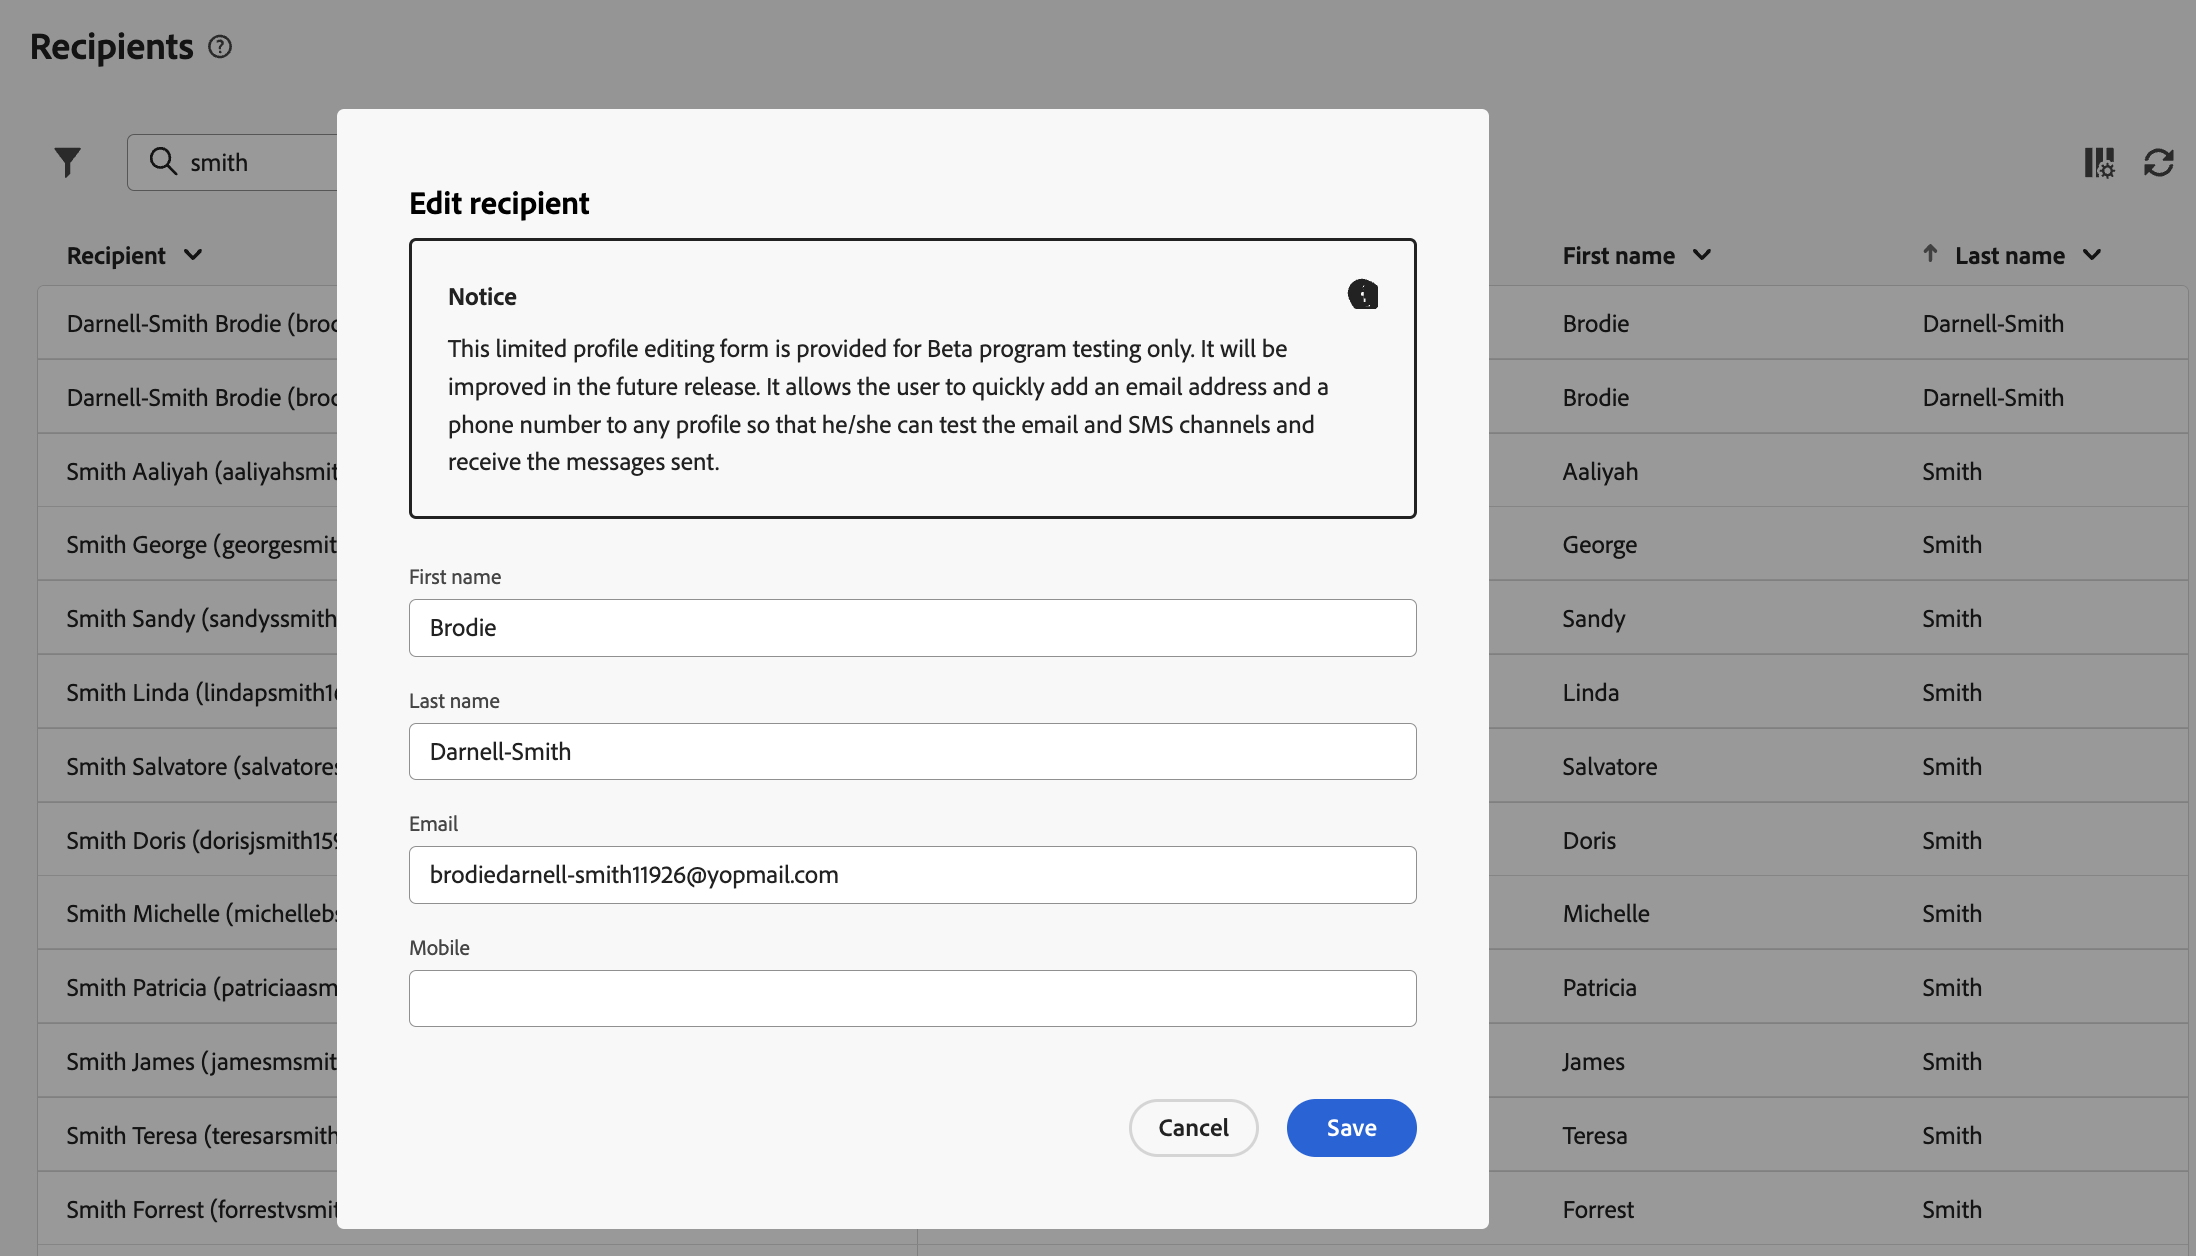 Recipients
smith
Edit recipient
Notice
This limited profile editing form is provided for Beta program testing only. It will be
improved in the future release. It allows the user to quickly add an email address and a
phone number to any profile so that he/she can test the email and SMS channels and
receive the messages sent.
First name
Brodie
Last name
Darnell-Smith
Email
brodiedarnell-smith11926@yopmail.com
Mobile
Cancel Save
Recipient First name Last name
Darnell-Smith Brodie Brodie Darnell-Smith
Darnell-Smith Brodie Brodie Darnell-Smith
Smith Aaliyah (aaliyahsmit Aaliyah Smith
Smith George (georgesmit George Smith
Smith Sandy (sandyssmith Sandy Smith
Smith Linda (lindapsmith1 Linda Smith
Smith Salvatore (salvatores Salvatore Smith
Smith Doris (dorisjsmith159 Doris Smith
Smith Michelle (michellebs Michelle Smith
Smith Patricia (patriciaasm Patricia Smith
Smith James (jamesmsmit James Smith
Smith Teresa (teresarsmith Teresa Smith
Smith Forrest (forrestvsmit Forrest Smith